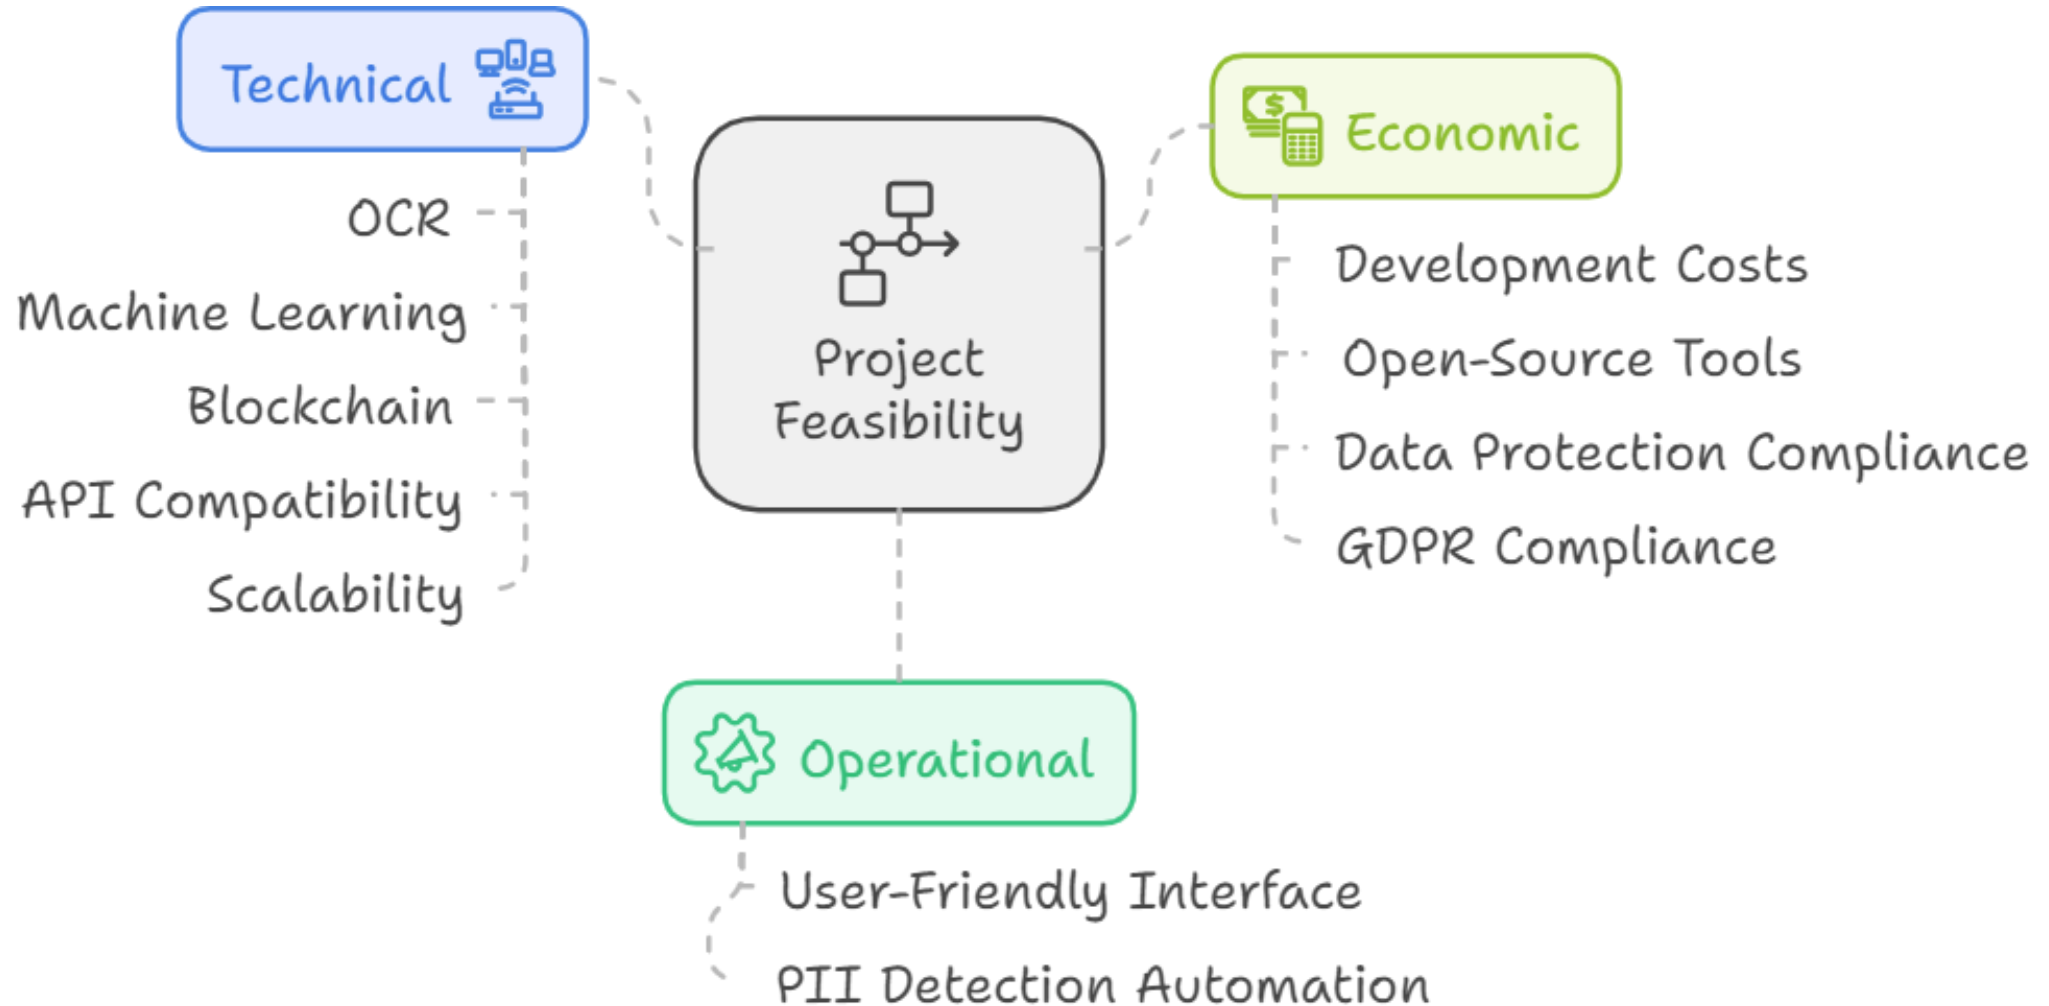 Technical
OCR
Machine Learning
Blockchain
API Compatibility
Scalability
Project
Feasibility
Economic
Development Costs
Open-Source Tools
Data Protection Compliance
GDPR Compliance
Operational
User-Friendly Interface
PII Detection Automation